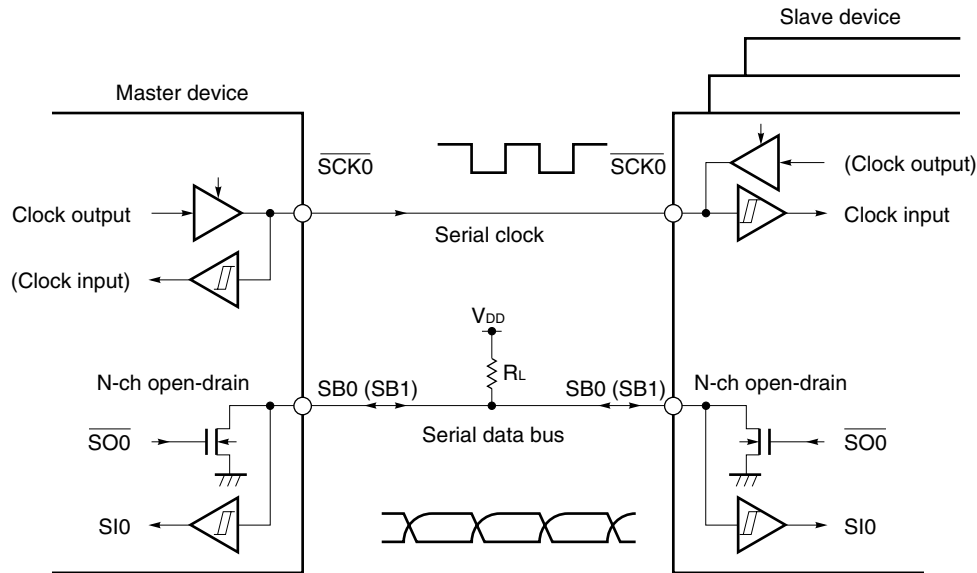 Slave device
Master device
SCK0
SCK0
(Clock output)
Clock output
Clock input
Serial clock
(Clock input)
VDD
RL
N-ch open-drain
SB0 (SB1)
SB0 (SB1)
N-ch open-drain
SO0
Serial data bus
SO0
SI0
SI0